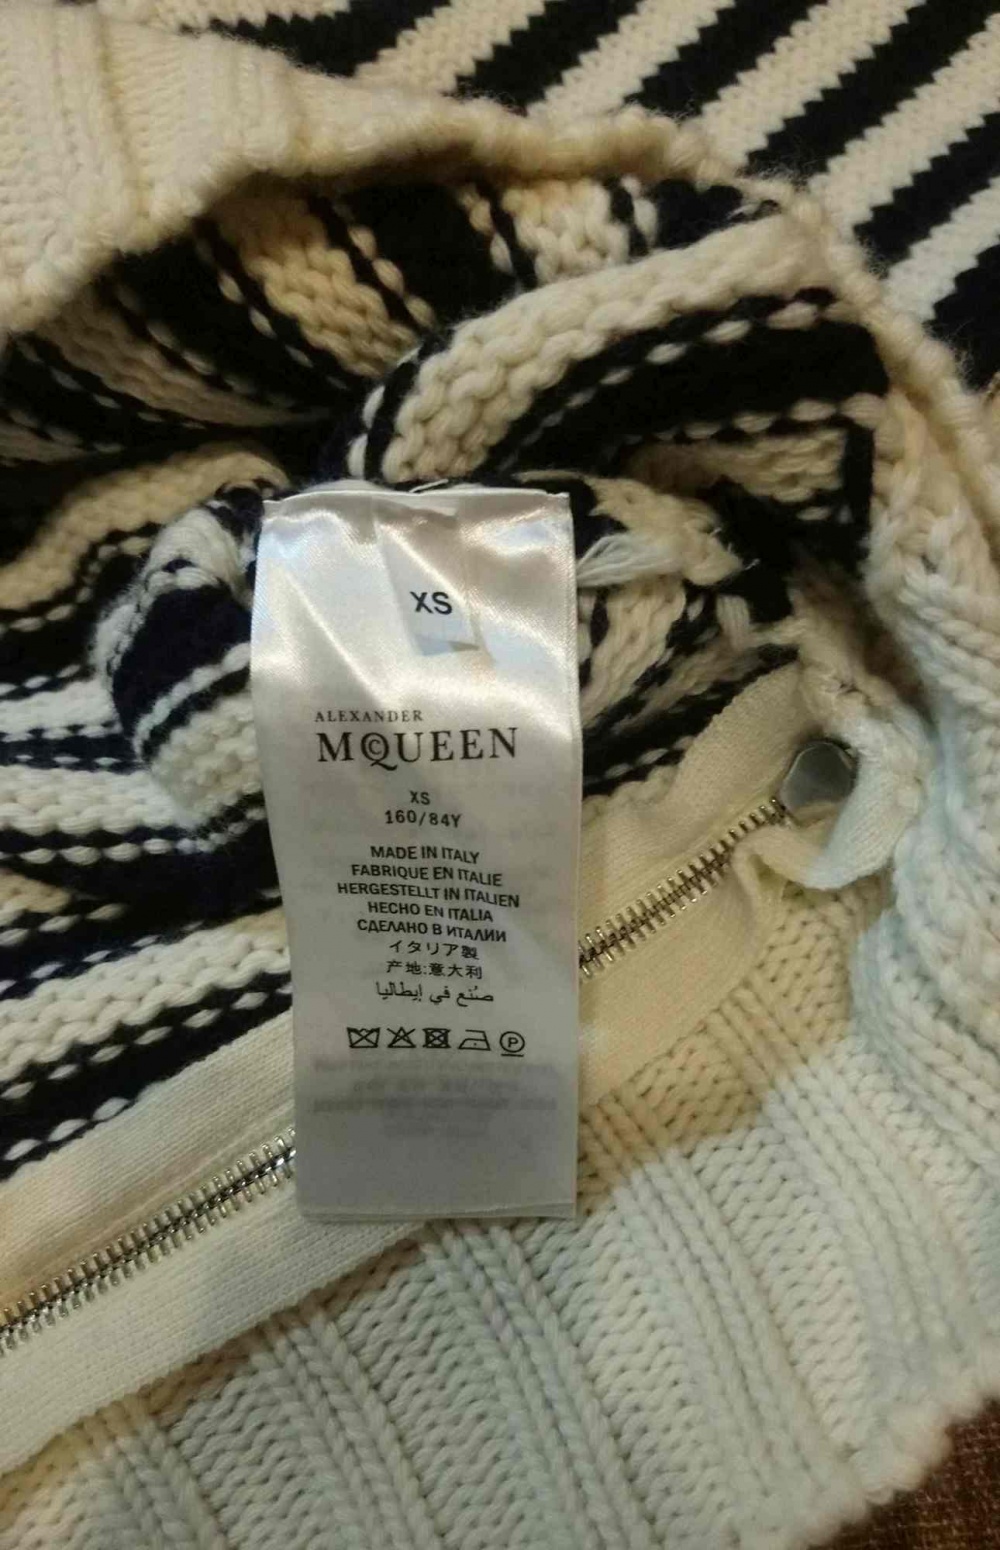 XS
ALEXANDER
McQUEEN
XS
160/84Y
MADE IN ITALY
FABRIQUE EN ITALIE
HERGESTELLT IN ITALIEN
HECHO EN ITALIA
СДЕЛАНО В ИТАЛИИ
イタリア製
产地:意大利
صُنع في إيطاليا
P